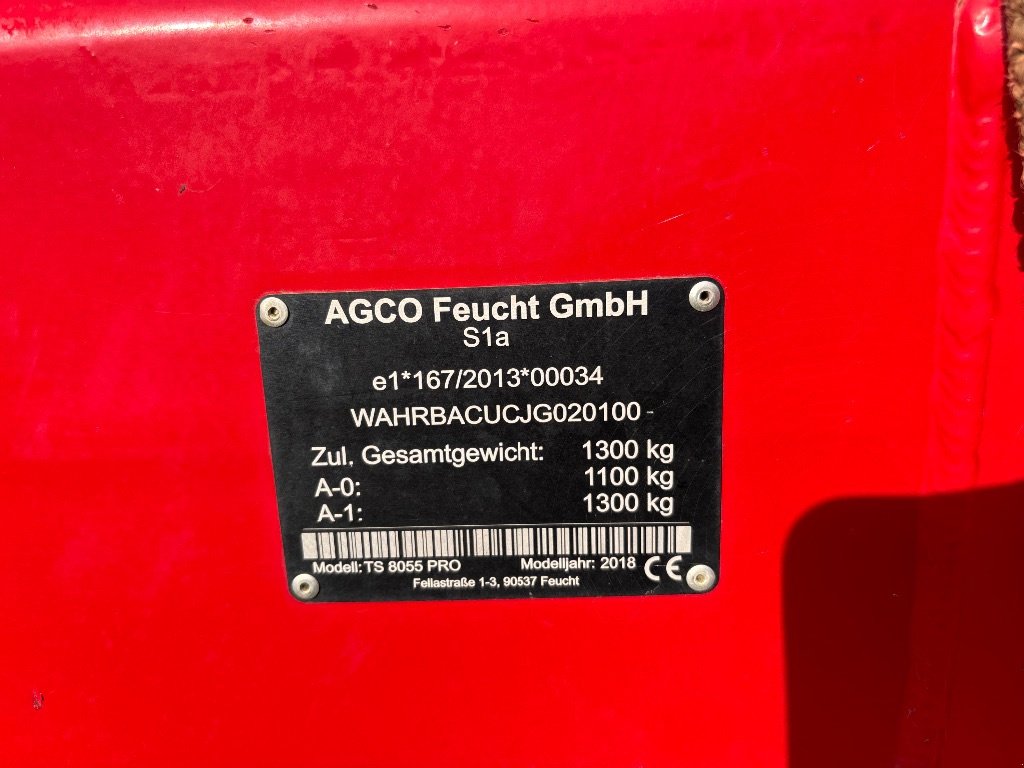 AGCO Feucht GmbH
S1a
e1*167/2013*00034
WAHRBACUCJG020100 -
Zul. Gesamtgewicht: 1300 kg
A-0: 1100 kg
A-1: 1300 kg
Modell: TS 8055 PRO Modelljahr: 2018 CE
Fellastraße 1-3, 90537 Feucht